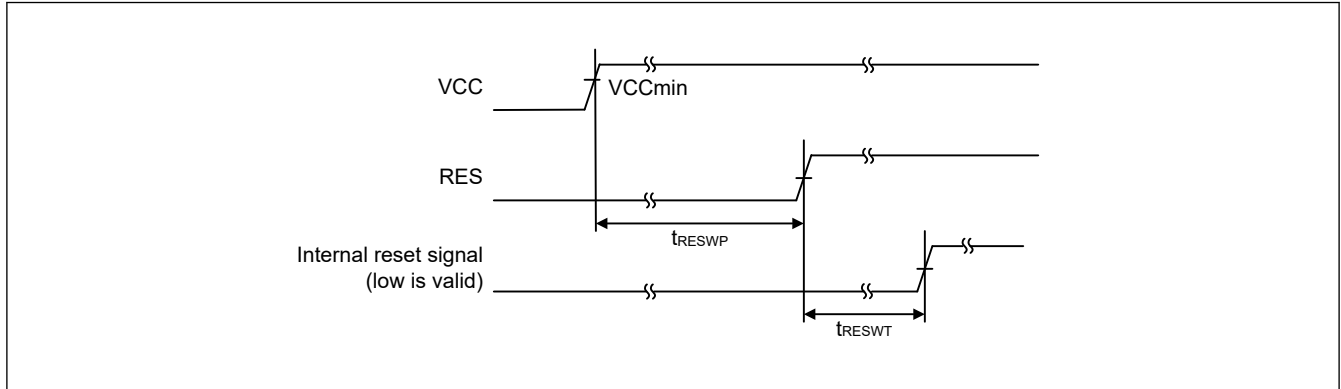 VCC
VCCmin
RES
tRESWP
Internal reset signal
(low is valid)
tRESWT